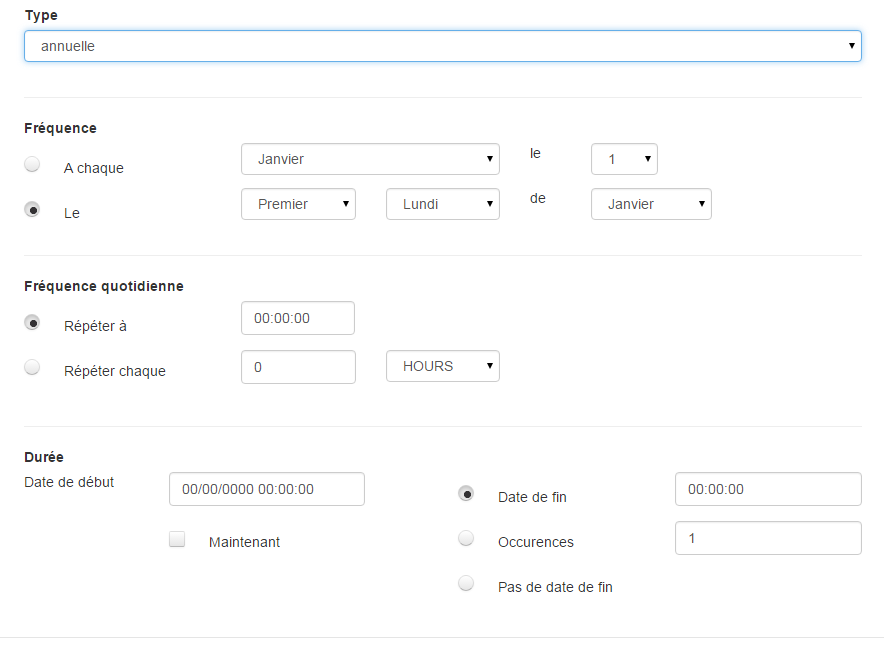 Type
annuelle
Fréquence
A chaque Janvier le 1
Le Premier Lundi de Janvier
Fréquence quotidienne
Répéter à 00:00:00
Répéter chaque 0 HOURS
Durée
Date de début 00/00/0000 00:00:00
Maintenant
Date de fin 00:00:00
Occurences 1
Pas de date de fin